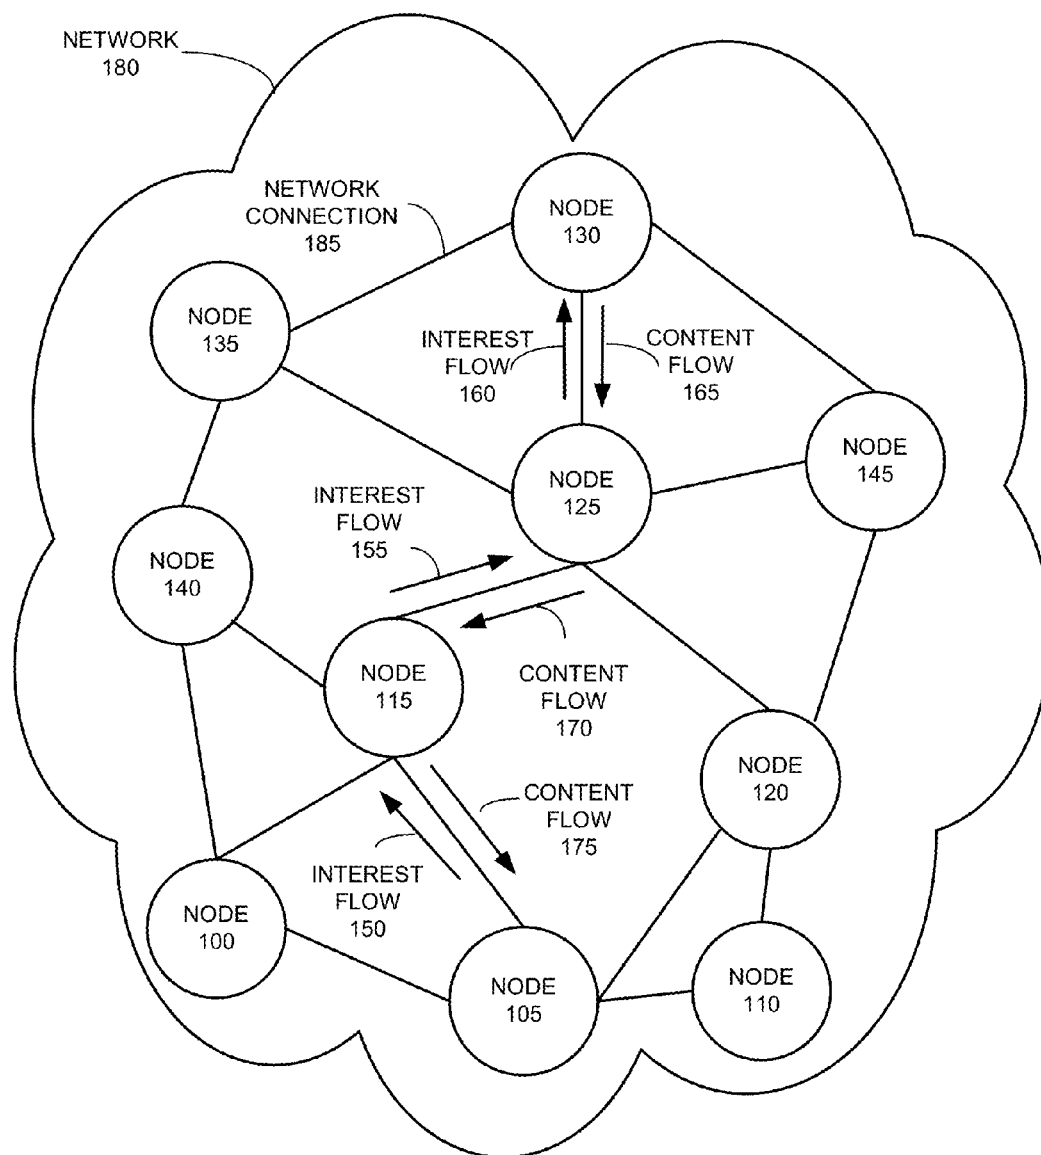 NETWORK
180
NETWORK
CONNECTION
185
NODE
130
NODE
135
INTEREST
FLOW
160
CONTENT
FLOW
165
NODE
145
NODE
125
INTEREST
FLOW
155
NODE
140
NODE
115
CONTENT
FLOW
170
NODE
120
CONTENT
FLOW
175
INTEREST
FLOW
150
NODE
100
NODE
105
NODE
110